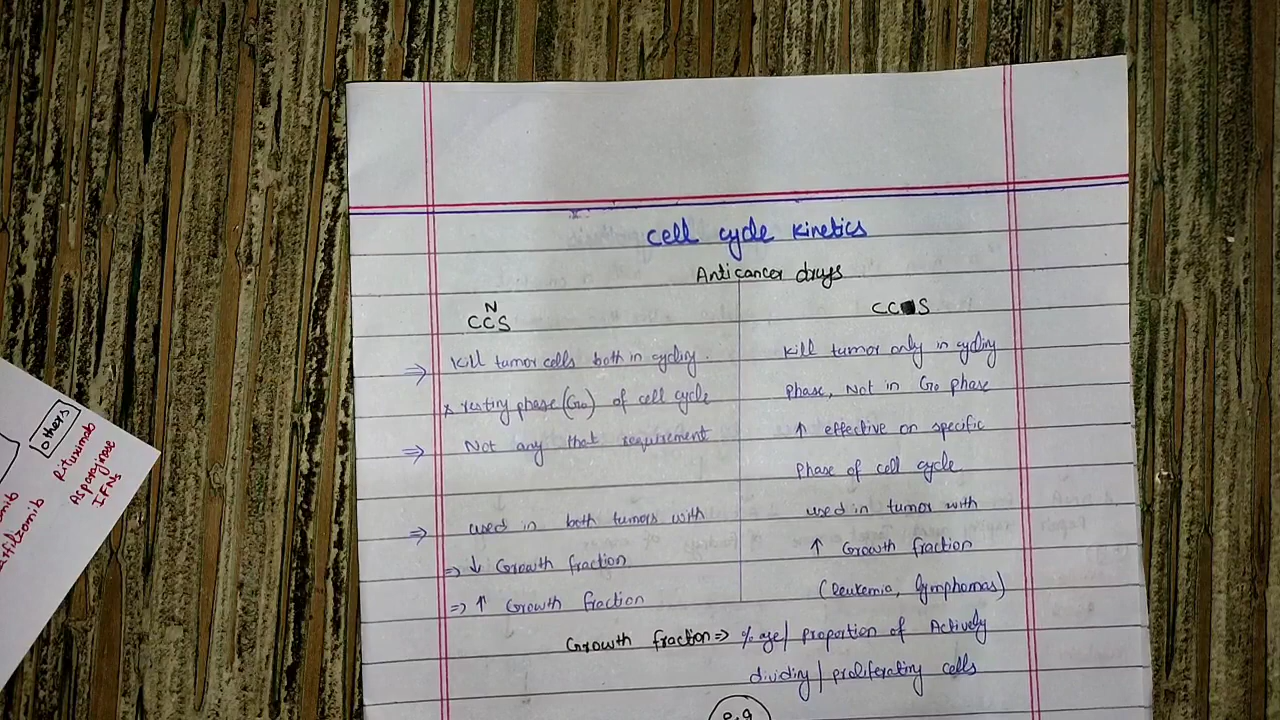 Cell cycle kinetics
Anticancer drugs
N
CCS
⇒ Kill tumor cells both in cycling
x resting phase (G0) of cell cycle
⇒ Not any that requirement
⇒ used in both tumors with
⇒ ↓ Growth fraction
⇒ ↑ Growth fraction
CCS
Kill tumor only in cycling
phase, Not in G0 phase
↑ effective on specific
Phase of cell cycle
used in tumor with
↑ Growth fraction
(leukemia, lymphomas)
Growth fraction ⇒ %age/ proportion of Actively
dividing / proliferating cells
Others
Rituximab
Asparaginase
IFNs